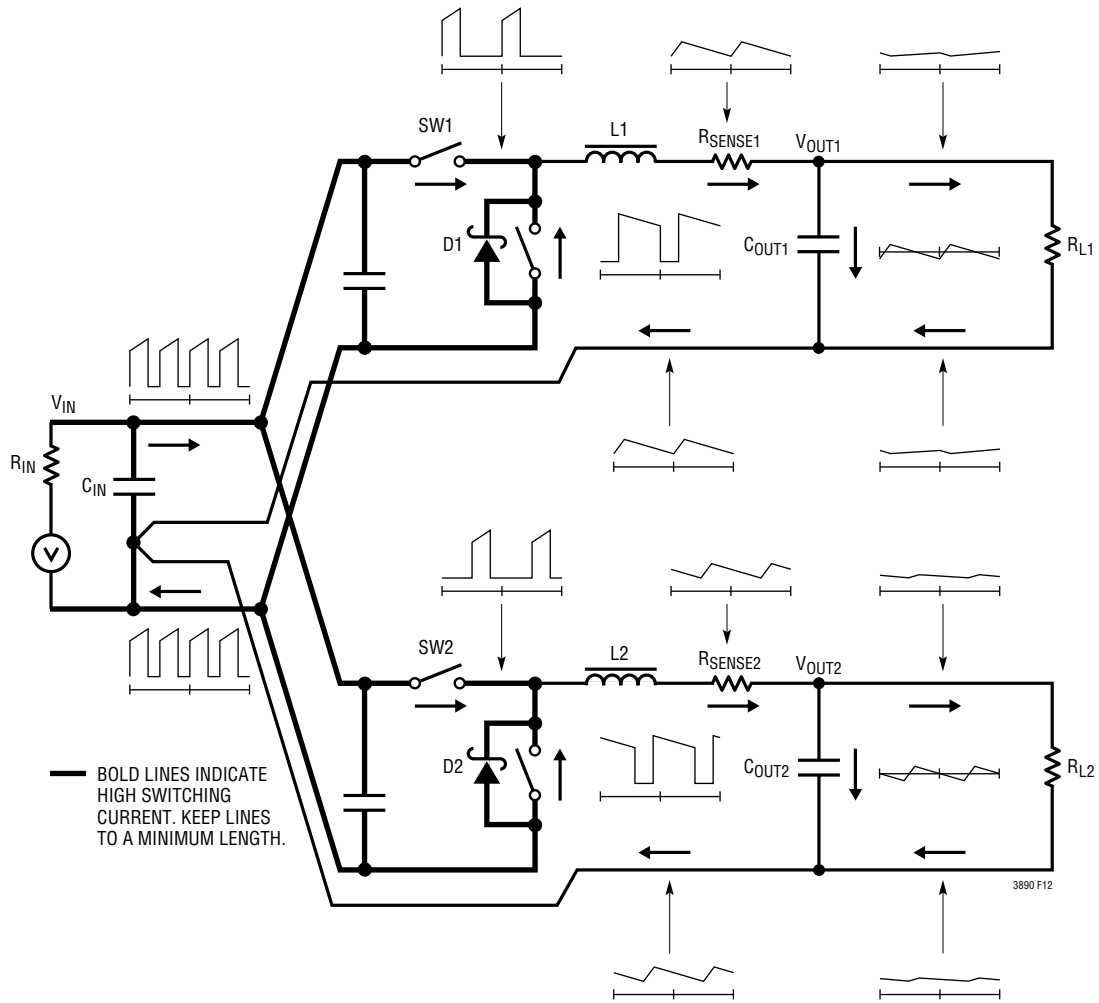 SW1
L1
RSENSE1
VOUT1
D1
COUT1
RL1
VIN
RIN
CIN
V
SW2
L2
RSENSE2
VOUT2
D2
COUT2
RL2
BOLD LINES INDICATE
HIGH SWITCHING
CURRENT. KEEP LINES
TO A MINIMUM LENGTH.
3890 F12